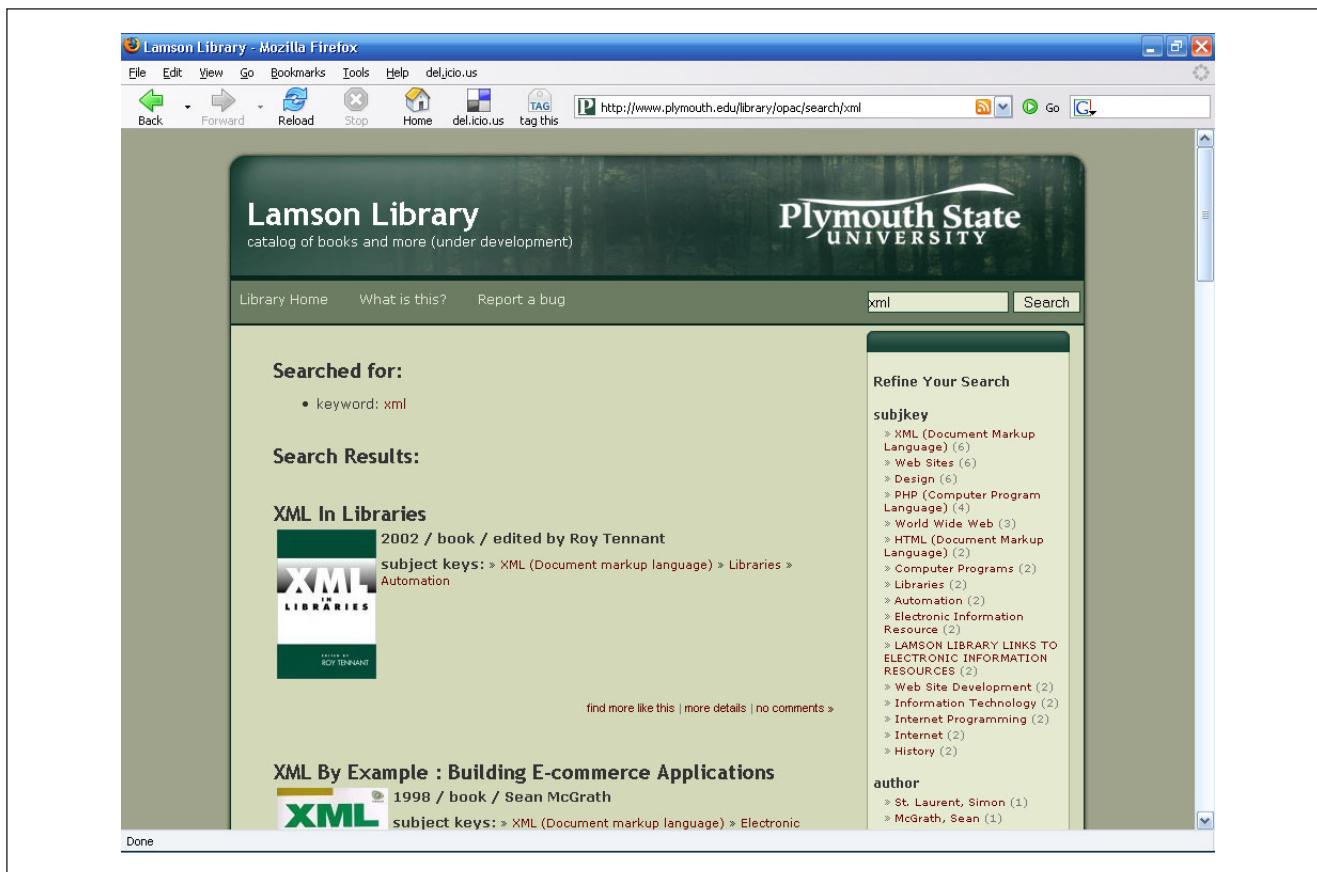 Lamson Library - Mozilla Firefox
File Edit View Go Bookmarks Tools Help del.icio.us
Back Forward Reload Stop Home del.icio.us TAG tag this http://www.plymouth.edu/library/opac/search/xml Go G
Lamson Library
catalog of books and more (under development)
Plymouth State
UNIVERSITY
Library Home What is this? Report a bug
xml Search
Searched for:
• keyword: xml
Search Results:
XML In Libraries
2002 / book / edited by Roy Tennant
subject keys: » XML (Document markup language) » Libraries »
Automation
XML
IN
LIBRARIES
EDITED BY
ROY TENNANT
find more like this | more details | no comments »
XML By Example : Building E-commerce Applications
1998 / book / Sean McGrath
subject keys: » XML (Document markup language) » Electronic
XML
Refine Your Search
subjkey
» XML (Document Markup
Language) (6)
» Web Sites (6)
» Design (6)
» PHP (Computer Program
Language) (4)
» World Wide Web (3)
» HTML (Document Markup
Language) (2)
» Computer Programs (2)
» Libraries (2)
» Automation (2)
» Electronic Information
Resource (2)
» LAMSON LIBRARY LINKS TO
ELECTRONIC INFORMATION
RESOURCES (2)
» Web Site Development (2)
» Information Technology (2)
» Internet Programming (2)
» Internet (2)
» History (2)
author
» St. Laurent, Simon (1)
» McGrath, Sean (1)
Done